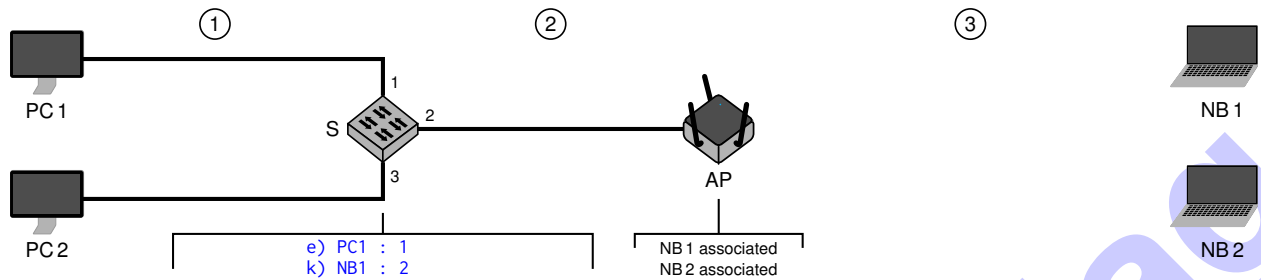 1
2
3
PC 1
1
S
2
3
AP
NB 1
PC 2
e) PC1 : 1
k) NB1 : 2
NB 1 associated
NB 2 associated
NB 2